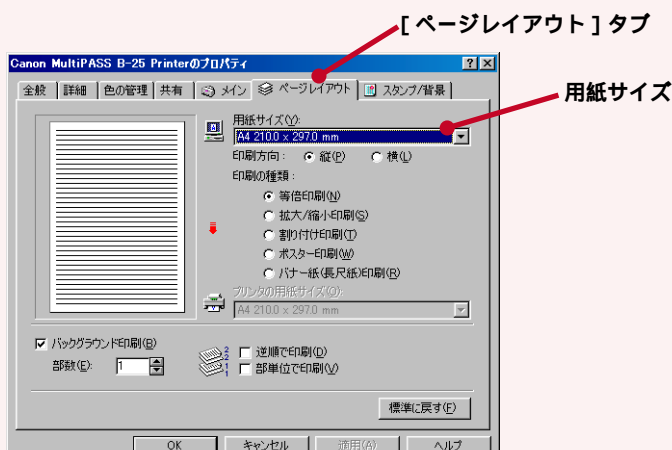 [ ページレイアウト ] タブ
Canon MultiPASS B-25 Printerのプロパティ
全般 詳細 色の管理 共有 メイン ページレイアウト スタンプ/背景
用紙サイズ
用紙サイズ(Y):
A4 210.0 × 297.0 mm
印刷方向： 縦(P) 横(L)
印刷の種類：
等倍印刷(N)
拡大/縮小印刷(S)
割り付け印刷(T)
ポスター印刷(W)
バナー紙(長尺紙)印刷(R)
プリンタの用紙サイズ(O):
A4 210.0 × 297.0 mm
バックグラウンド印刷(B)
部数(E): 1
2 2 1 1
逆順で印刷(D)
部単位で印刷(V)
標準に戻す(F)
OK キャンセル 適用(A) ヘルプ